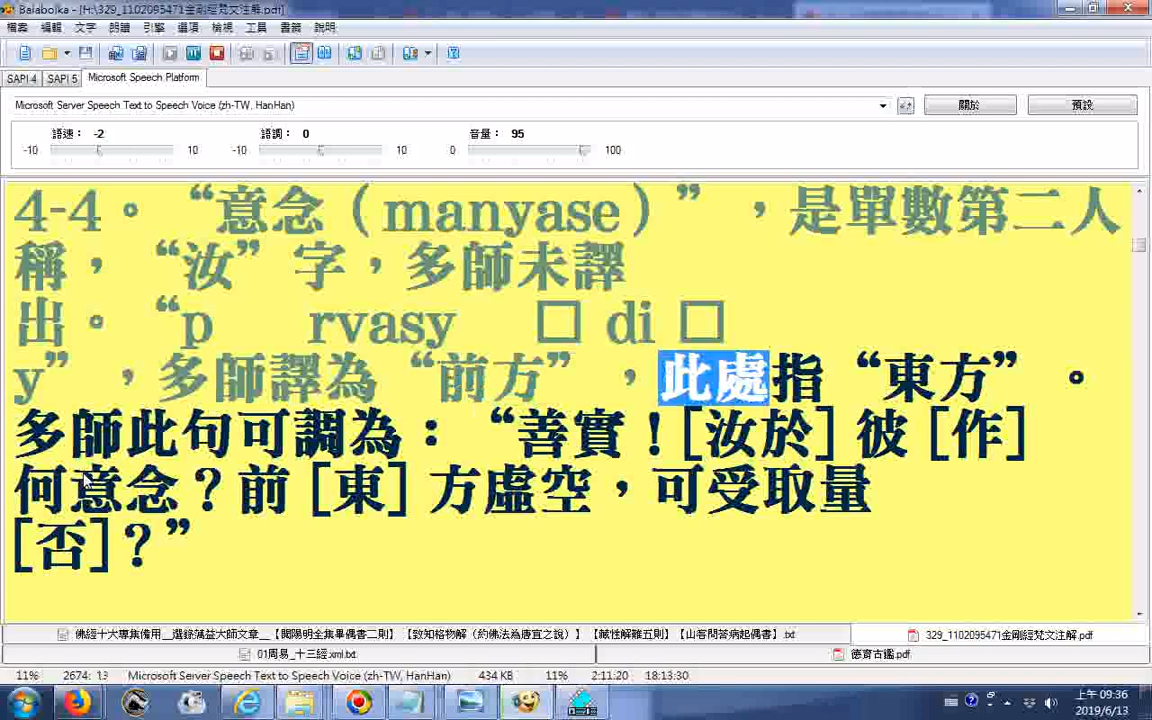 Balabolka - [H:\329_1102095471金剛經梵文注解.pdf]
檔案 編輯 文字 朗讀 引擎 選項 檢視 工具 書籤 說明
SAPI 4 SAPI 5 Microsoft Speech Platform
Microsoft Server Speech Text to Speech Voice (zh-TW, HanHan) 關於 預設
語速： -2 語調： 0 音量： 95
-10 10 -10 10 0 100
4-4。“意念（manyase）”，是單數第二人
稱，“汝”字，多師未譯
出。“p rvasy □ di □
y”，多師譯為“前方”，此處指“東方”。
多師此句可調為：“善實！[汝於] 彼 [作]
何意念？前 [東] 方虛空，可受取量
[否]？”
329_1102095471金剛經梵文注解.pdf
01周易_十三經.xml.txt 德育古鑑.pdf
11% 2674: 13 Microsoft Server Speech Text to Speech Voice (zh-TW, HanHan) 434 KB 11% 2:11.20 18:13:30
上午 09:36
2019/6/13